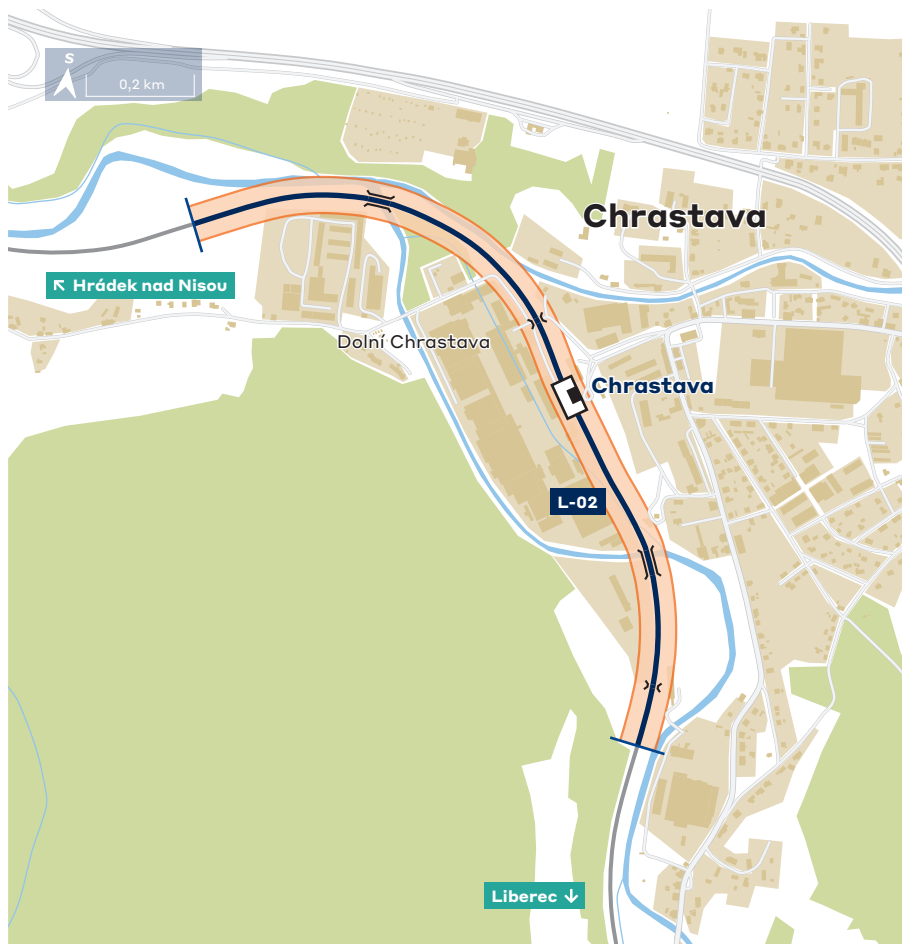 S
0,2 km
Chrastava
Hrádek nad Nisou
Dolní Chrastava
Chrastava
L-02
Liberec